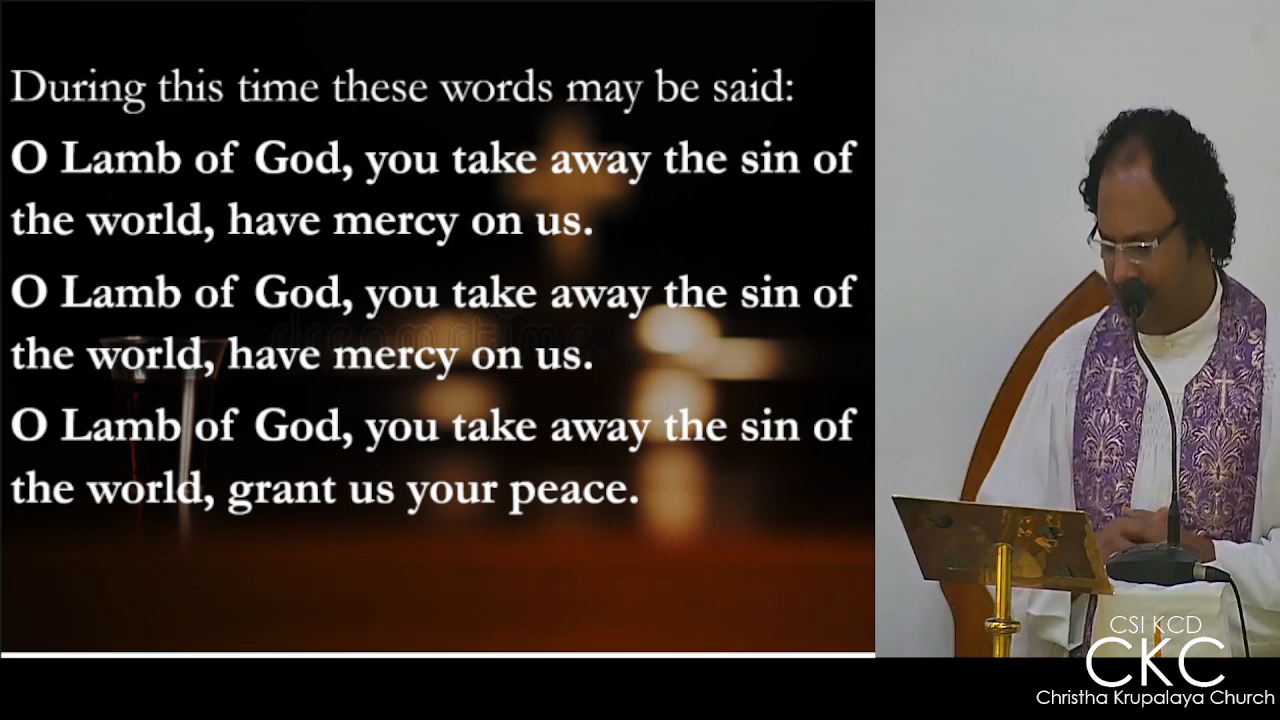 During this time these words may be said:
O Lamb of God, you take away the sin of
the world, have mercy on us.
O Lamb of God, you take away the sin of
the world, have mercy on us.
O Lamb of God, you take away the sin of
the world, grant us your peace.
dreamstime
CSI KCD
CKC
Christha Krupalaya Church